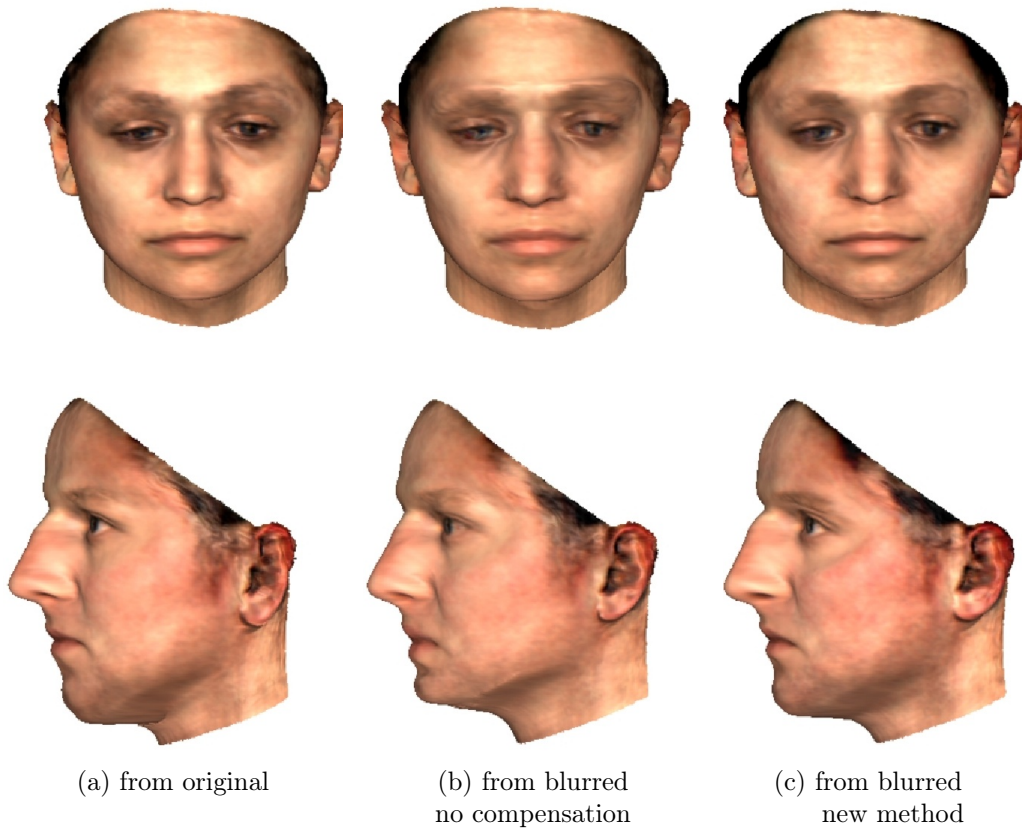 (a) from original
(b) from blurred
no compensation
(c) from blurred
new method